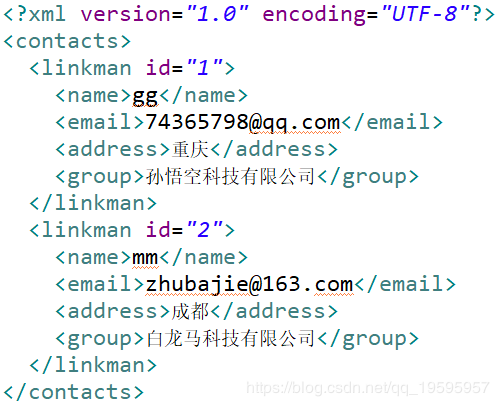 <?xml version="1.0" encoding="UTF-8"?>
<contacts>
  <linkman id="1">
    <name>gg</name>
    <email>74365798@qq.com</email>
    <address>重庆</address>
    <group>孙悟空科技有限公司</group>
  </linkman>
  <linkman id="2">
    <name>mm</name>
    <email>zhubajie@163.com</email>
    <address>成都</address>
    <group>白龙马科技有限公司</group>
  </linkman>
</contacts>
https://blog.csdn.net/qq_19595957